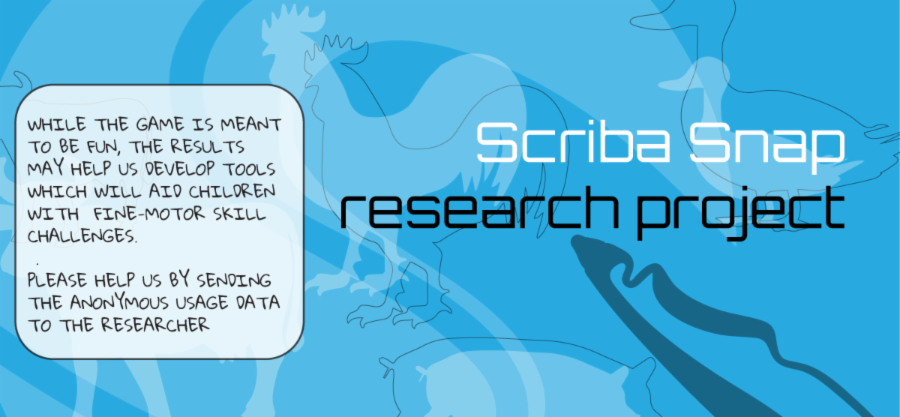 WHILE THE GAME IS MEANT
TO BE FUN, THE RESULTS
MAY HELP US DEVELOP TOOLS
WHICH WILL AID CHILDREN
WITH FINE-MOTOR SKILL
CHALLENGES.
.
PLEASE HELP US BY SENDING
THE ANONYMOUS USAGE DATA
TO THE RESEARCHER
Scriba Snap
research project